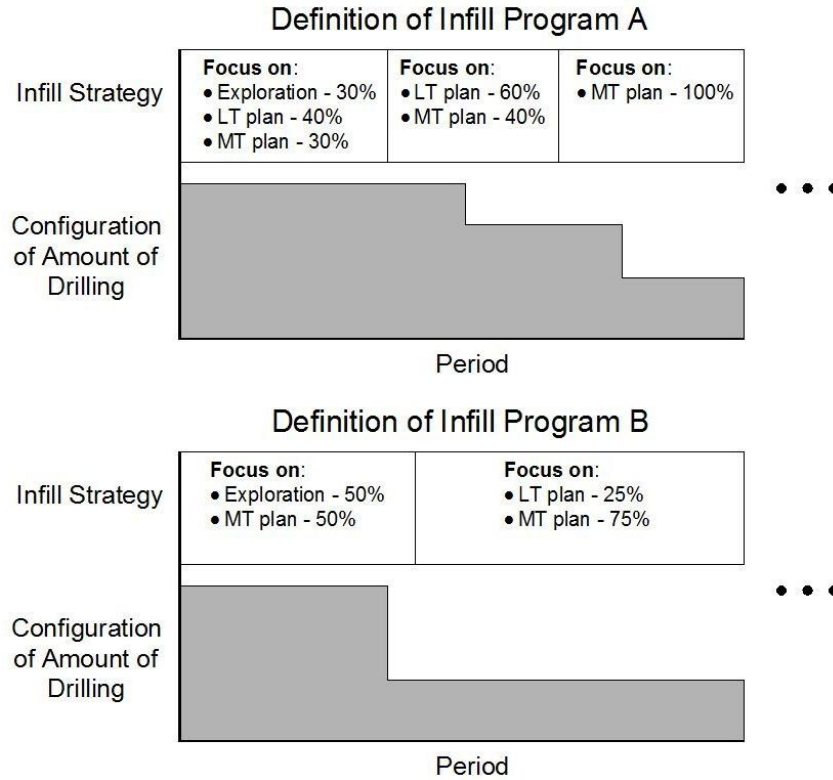 Definition of Infill Program A
Infill Strategy
Focus on:
• Exploration - 30%
• LT plan - 40%
• MT plan - 30%
Focus on:
• LT plan - 60%
• MT plan - 40%
Focus on:
• MT plan - 100%
Configuration
of Amount of
Drilling
Period
Definition of Infill Program B
Infill Strategy
Focus on:
• Exploration - 50%
• MT plan - 50%
Focus on:
• LT plan - 25%
• MT plan - 75%
Configuration
of Amount of
Drilling
Period